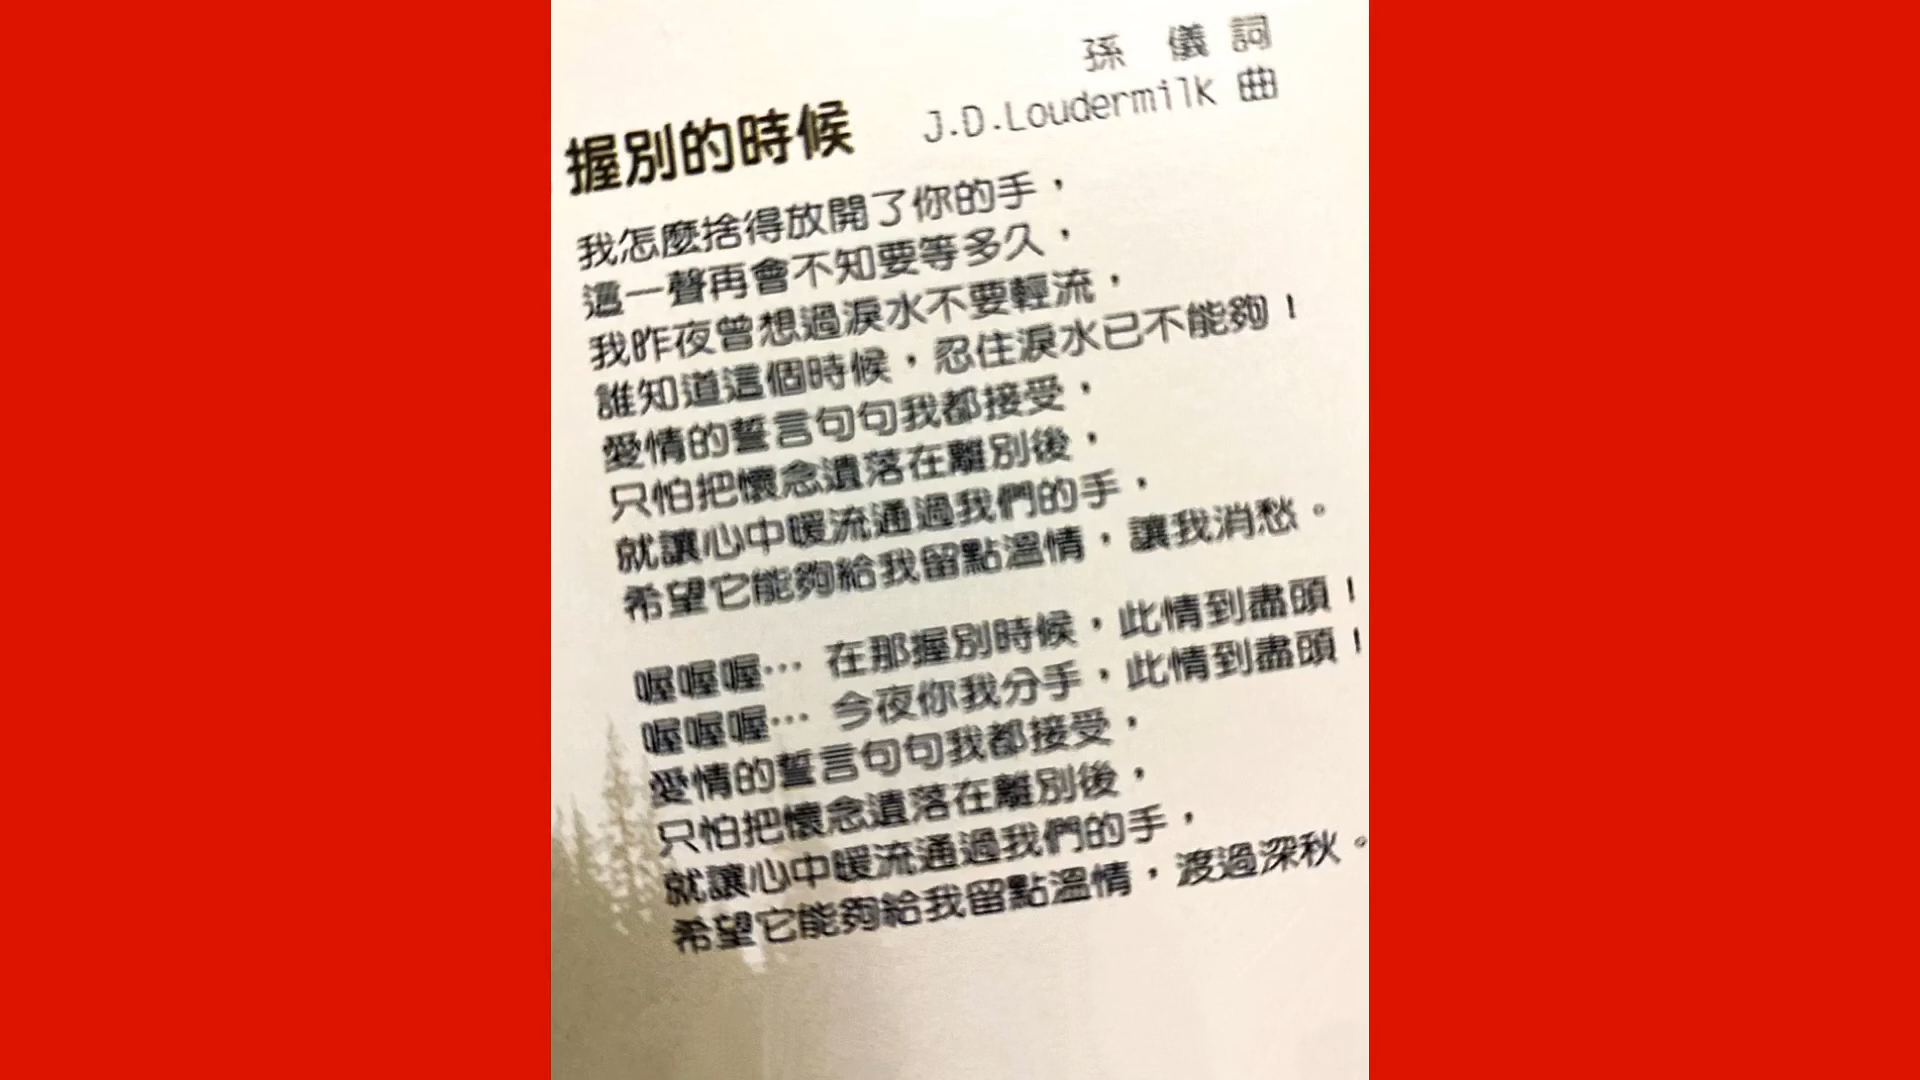 孫 儀 詞
J.D.Loudermilk 曲
握別的時候
我怎麼捨得放開了你的手，
這一聲再會不知要等多久，
我昨夜曾想過淚水不要輕流，
誰知道這個時候，忍住淚水已不能夠！
愛情的誓言句句我都接受，
只怕把懷念遺落在離別後，
就讓心中暖流通過我們的手，
希望它能夠給我留點溫情，讓我消愁。
喔喔喔… 在那握別時候，此情到盡頭！
喔喔喔… 今夜你我分手，此情到盡頭！
愛情的誓言句句我都接受，
只怕把懷念遺落在離別後，
就讓心中暖流通過我們的手，
希望它能夠給我留點溫情，渡過深秋。